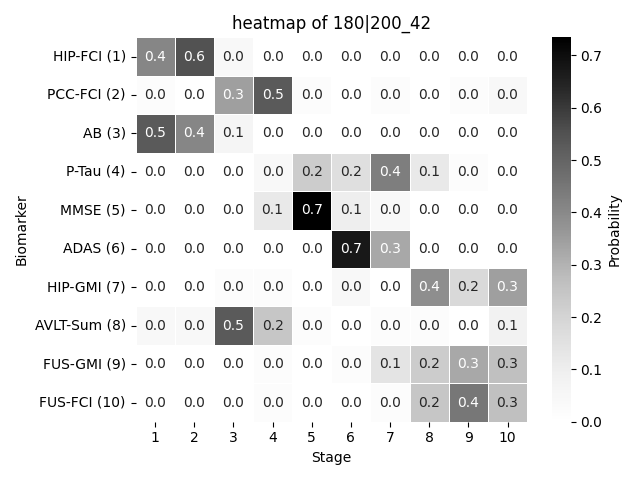 heatmap of 180|200_42
HIP-FCI (1) 0.4 0.6 0.0 0.0 0.0 0.0 0.0 0.0 0.0 0.0
PCC-FCI (2) 0.0 0.0 0.3 0.5 0.0 0.0 0.0 0.0 0.0 0.0
AB (3) 0.5 0.4 0.1 0.0 0.0 0.0 0.0 0.0 0.0 0.0
P-Tau (4) 0.0 0.0 0.0 0.0 0.2 0.2 0.4 0.1 0.0 0.0
MMSE (5) 0.0 0.0 0.0 0.1 0.7 0.1 0.0 0.0 0.0 0.0
ADAS (6) 0.0 0.0 0.0 0.0 0.0 0.7 0.3 0.0 0.0 0.0
HIP-GMI (7) 0.0 0.0 0.0 0.0 0.0 0.0 0.0 0.4 0.2 0.3
AVLT-Sum (8) 0.0 0.0 0.5 0.2 0.0 0.0 0.0 0.0 0.0 0.1
FUS-GMI (9) 0.0 0.0 0.0 0.0 0.0 0.0 0.1 0.2 0.3 0.3
FUS-FCI (10) 0.0 0.0 0.0 0.0 0.0 0.0 0.0 0.2 0.4 0.3
1 2 3 4 5 6 7 8 9 10
Stage
Biomarker
0.7
0.6
0.5
0.4
0.3
0.2
0.1
0.0
Probability